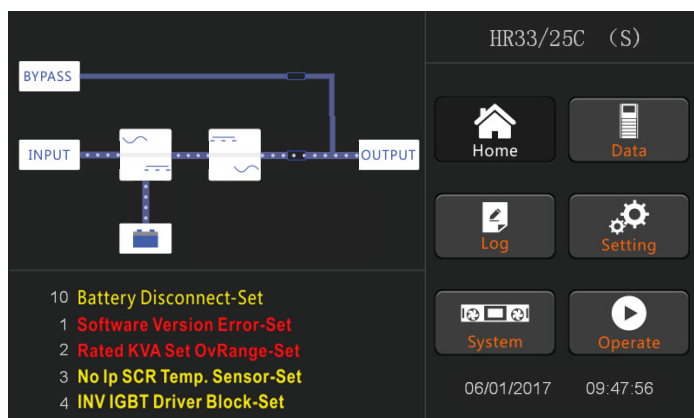 HR33/25C （S）
BYPASS
INPUT
OUTPUT
Home
Data
Log
Setting
System
Operate
10 Battery Disconnect-Set
1 Software Version Error-Set
2 Rated KVA Set OvRange-Set
3 No Ip SCR Temp. Sensor-Set
4 INV IGBT Driver Block-Set
06/01/2017 09:47:56